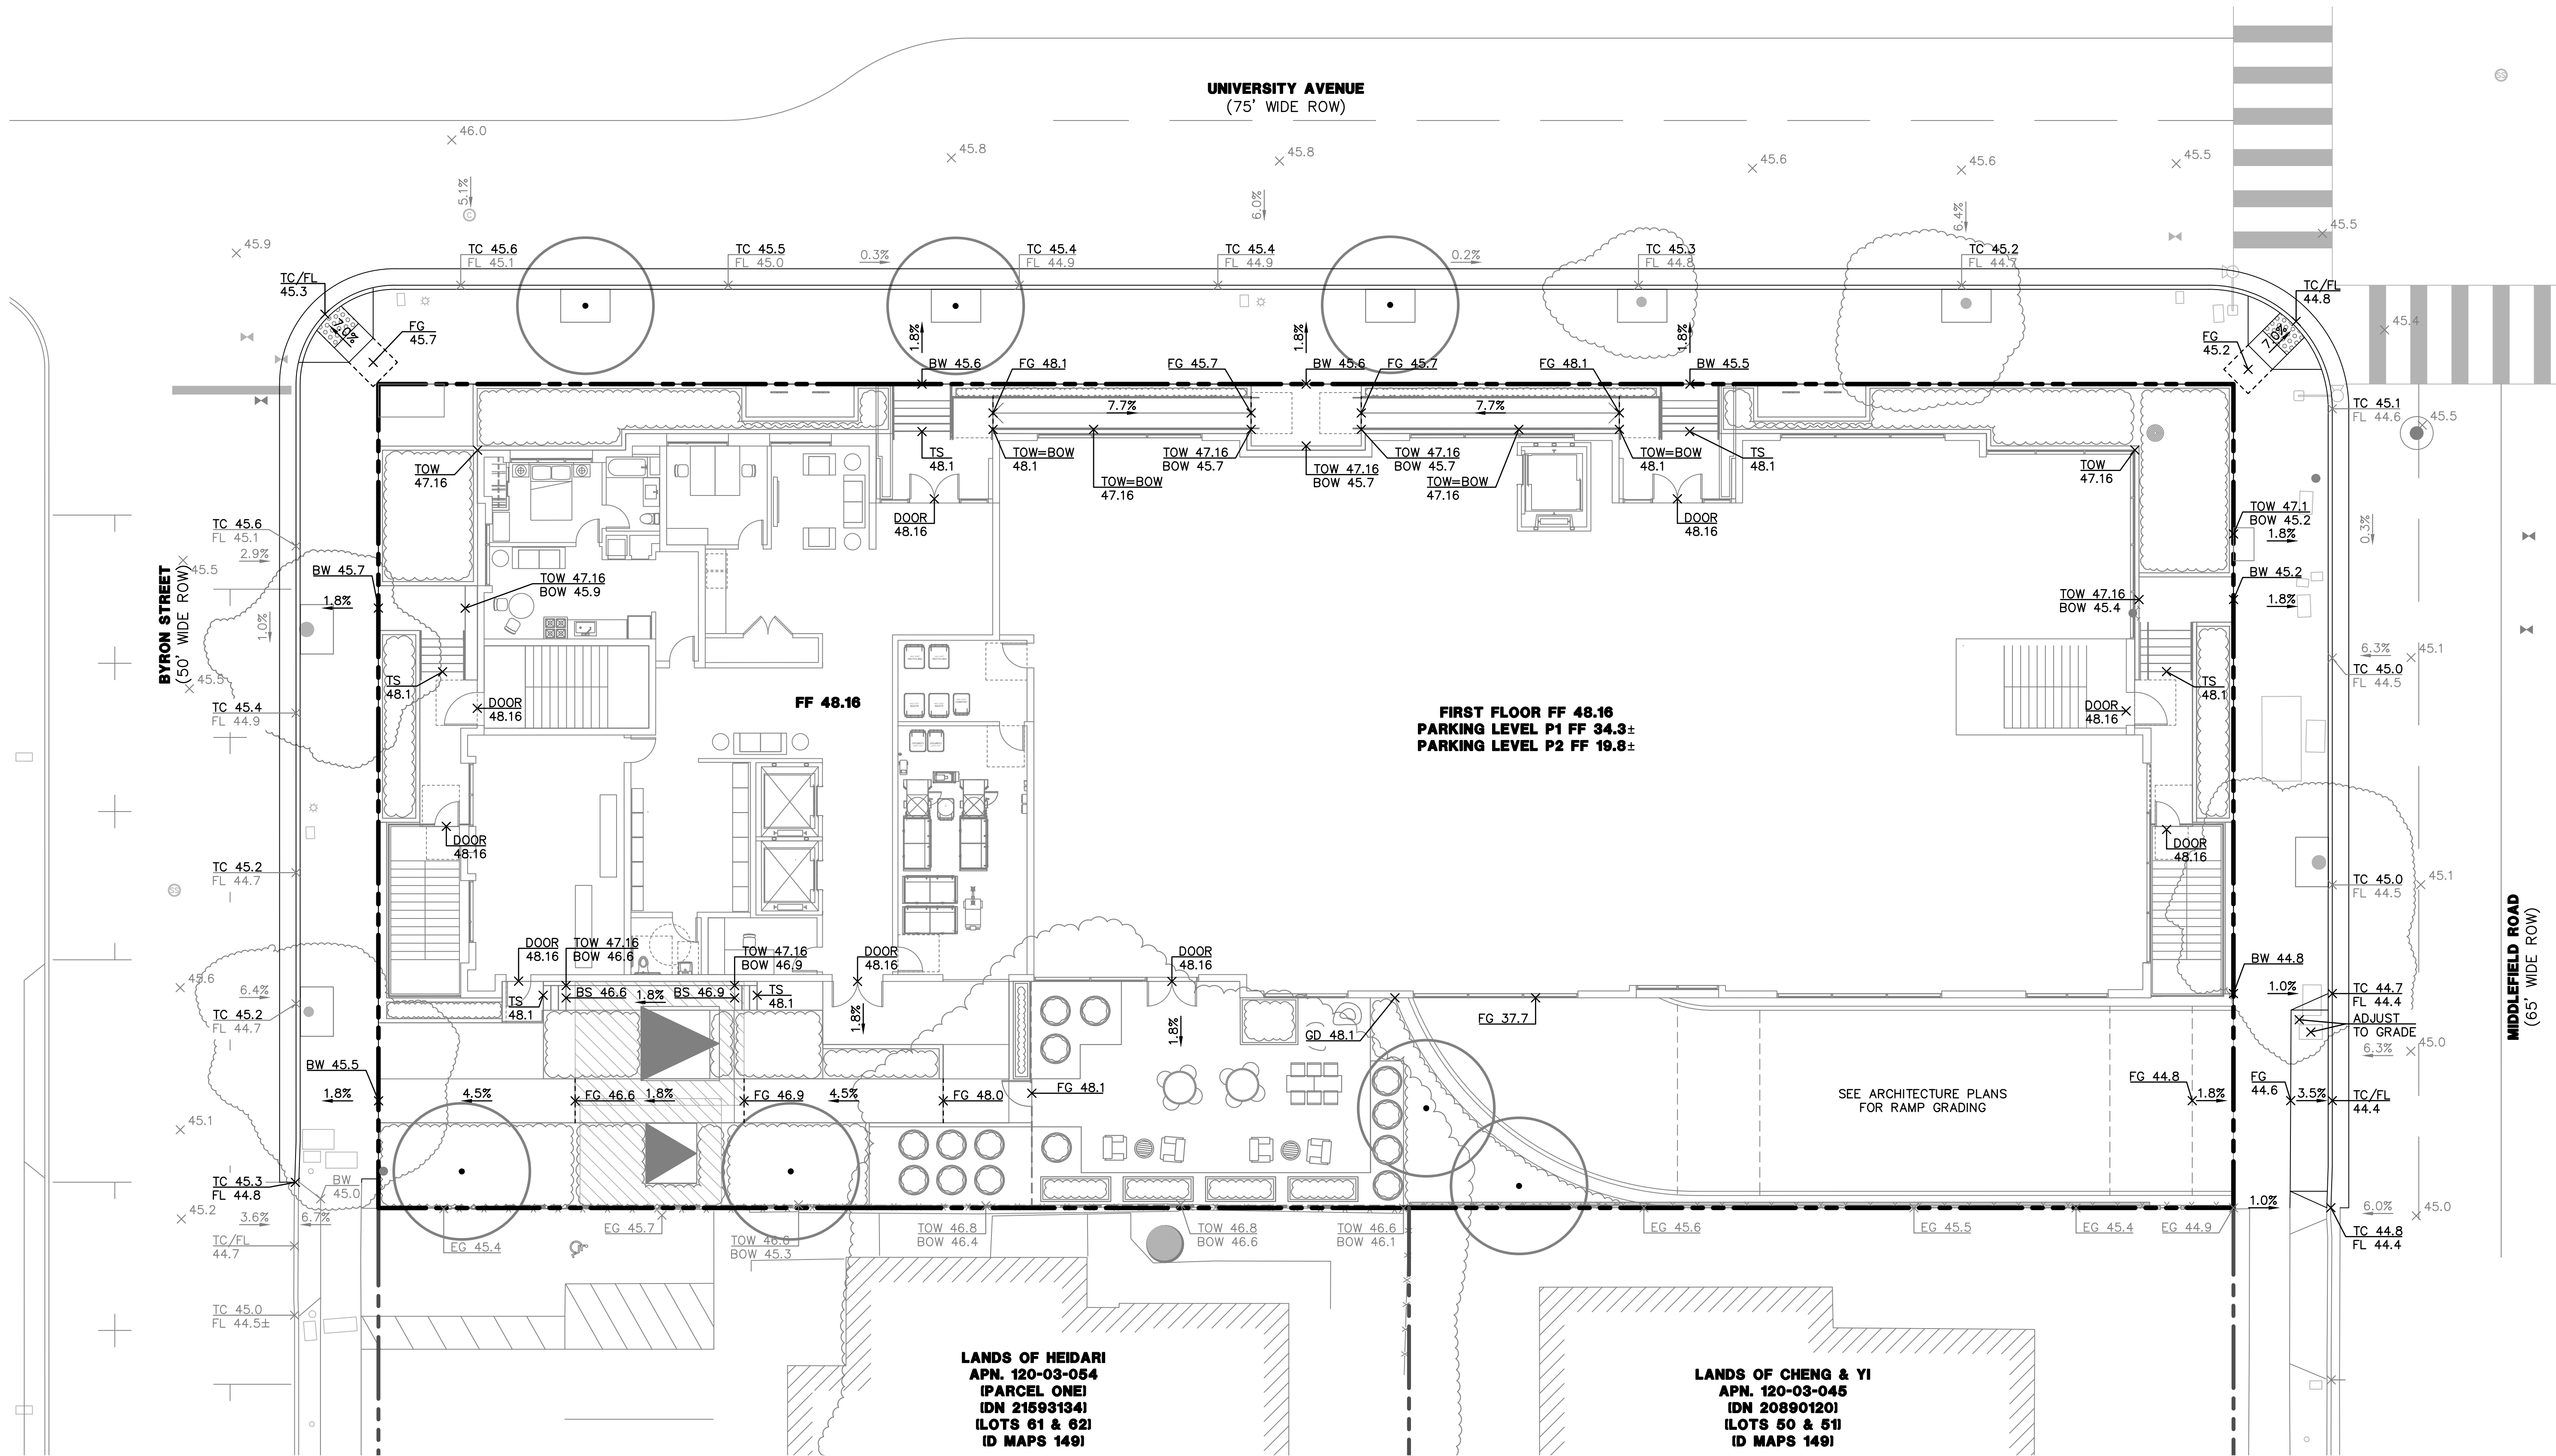 UNIVERSITY AVENUE
(75' WIDE ROW)
46.0
45.8
45.8
45.6
45.6
45.5
SS
5.1%
C
6.0%
6.4%
45.9
45.5
TC 45.6
FL 45.1
TC 45.5
FL 45.0
0.3%
TC 45.4
FL 44.9
TC 45.4
FL 44.9
0.2%
TC 45.3
FL 44.8
TC 45.2
FL 44.7
TC/FL
45.3
TC/FL
44.8
7.0%
FG
45.7
7.0%
FG
45.2
45.4
1.8%
1.8%
1.8%
BW 45.6
FG 48.1
FG 45.7
BW 45.6
FG 45.7
FG 48.1
BW 45.5
7.7%
7.7%
TC 45.1
FL 44.6
45.5
TOW
47.16
TS
48.1
TOW=BOW
48.1
TOW=BOW
47.16
TOW 47.16
BOW 45.7
TOW 47.16
BOW 45.7
TOW 47.16
BOW 45.7
TOW=BOW
47.16
TOW=BOW
48.1
TS
48.1
TOW
47.16
DOOR
48.16
DOOR
48.16
TOW 47.1
BOW 45.2
1.8%
0.3%
TC 45.6
FL 45.1
2.9%
45.5
BW 45.7
1.8%
TOW 47.16
BOW 45.9
BW 45.2
TOW 47.16
BOW 45.4
1.8%
BYRON STREET
(50' WIDE ROW)
1.0%
45.5
6.3%
45.1
TC 45.0
FL 44.5
TS
48.1
TS
48.1
TC 45.4
FL 44.9
DOOR
48.16
FF 48.16
FIRST FLOOR FF 48.16
PARKING LEVEL P1 FF 34.3±
PARKING LEVEL P2 FF 19.8±
DOOR
48.16
DOOR
48.16
DOOR
48.16
TC 45.2
FL 44.7
SS
TC 45.0
FL 44.5
45.1
MIDDLEFIELD ROAD
(65' WIDE ROW)
DOOR
48.16
TOW 47.16
BOW 46.6
TOW 47.16
BOW 46.9
DOOR
48.16
DOOR
48.16
BW 44.8
45.6
6.4%
TC 45.2
FL 44.7
TS
48.1
BS 46.6
1.8%
BS 46.9
TS
48.1
1.8%
1.8%
GD 48.1
FG 37.7
1.0%
TC 44.7
FL 44.4
ADJUST
TO GRADE
6.3%
45.0
BW 45.5
1.8%
4.5%
FG 46.6
1.8%
FG 46.9
4.5%
FG 48.0
FG 48.1
SEE ARCHITECTURE PLANS
FOR RAMP GRADING
FG 44.8
1.8%
FG
44.6
3.5%
TC/FL
44.4
45.1
TC 45.3
FL 44.8
BW
45.0
45.2
3.6%
6.7%
1.0%
6.0%
45.0
TC/FL
44.7
EG 45.4
EG 45.7
TOW 46.6
BOW 45.3
TOW 46.8
BOW 46.4
TOW 46.8
BOW 46.6
TOW 46.6
BOW 46.1
EG 45.6
EG 45.5
EG 45.4
EG 44.9
TC 44.8
FL 44.4
TC 45.0
FL 44.5±
LANDS OF HEIDARI
APN. 120-03-054
(PARCEL ONE)
(DN 21593134)
(LOTS 61 & 62)
(D MAPS 149)
LANDS OF CHENG & YI
APN. 120-03-045
(DN 20890120)
(LOTS 50 & 51)
(D MAPS 149)